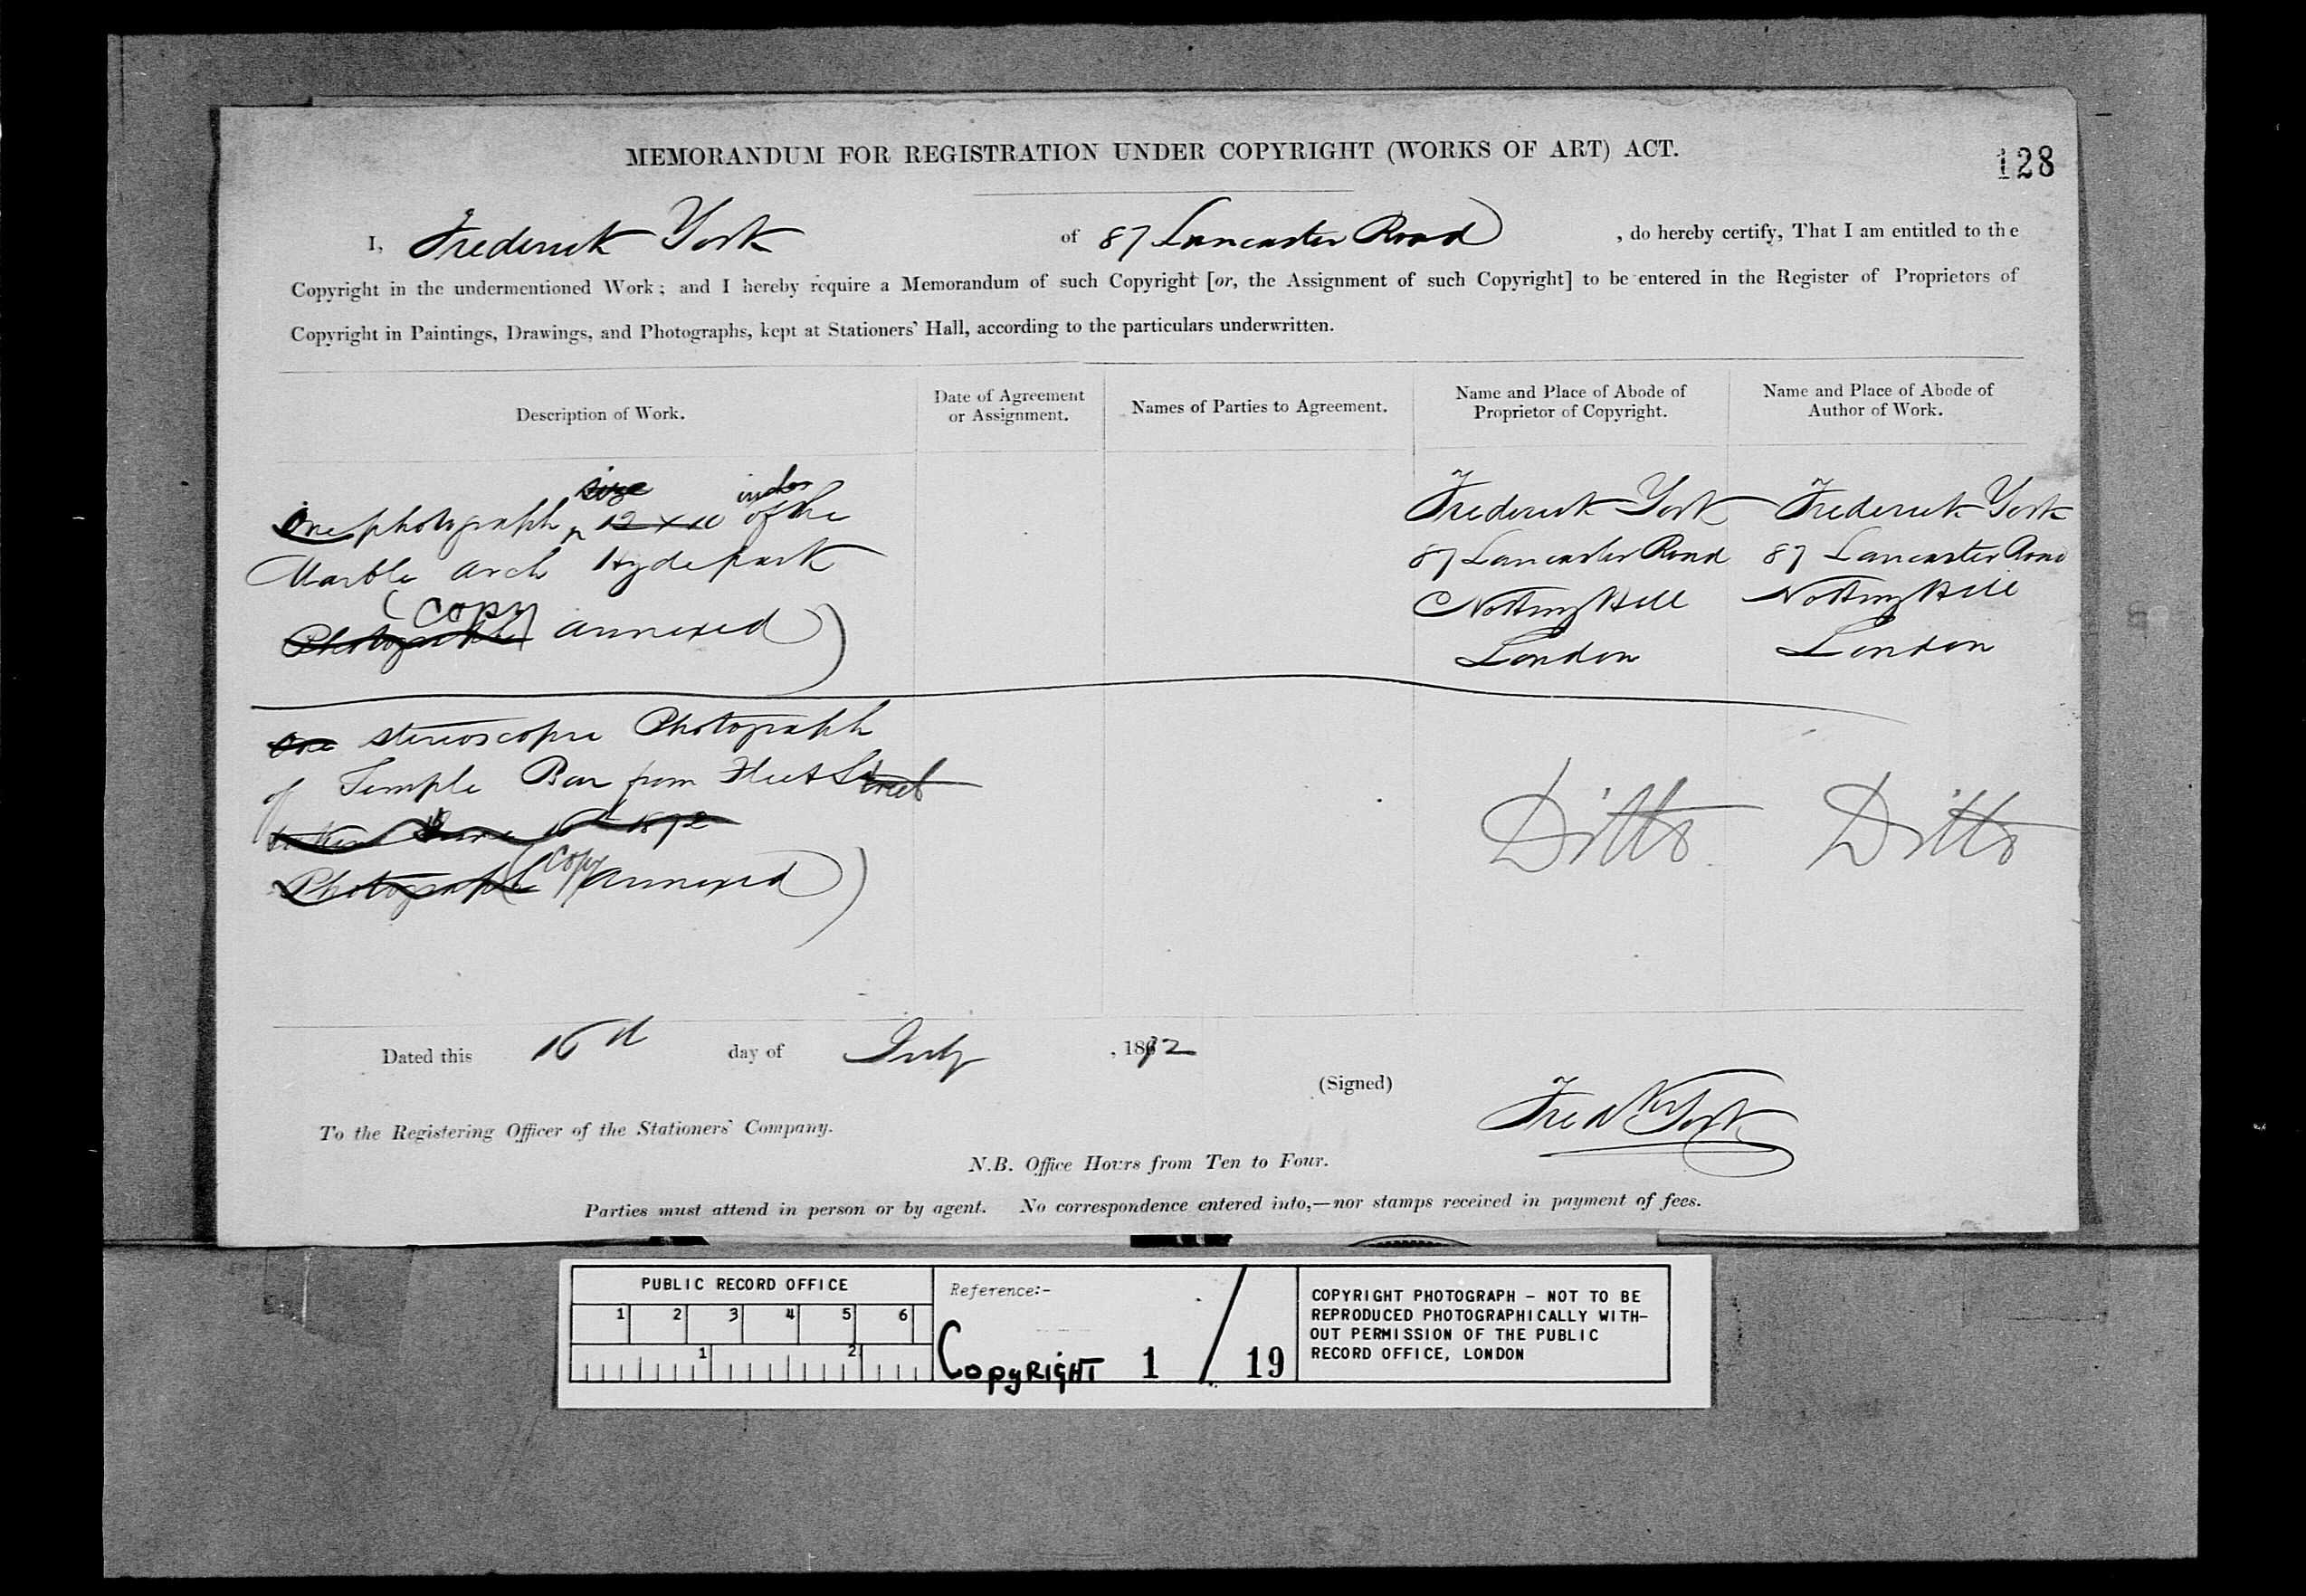 MEMORANDUM FOR REGISTRATION UNDER COPYRIGHT (WORKS OF ART) ACT.
128
I, Frederick York of 87 Lancaster Road , do hereby certify, That I am entitled to the
Copyright in the undermentioned Work; and I hereby require a Memorandum of such Copyright [or, the Assignment of such Copyright] to be entered in the Register of Proprietors of
Copyright in Paintings, Drawings, and Photographs, kept at Stationers' Hall, according to the particulars underwritten.
Description of Work.
Date of Agreement
or Assignment.
Names of Parties to Agreement.
Name and Place of Abode of
Proprietor of Copyright.
Name and Place of Abode of
Author of Work.
size inches
One photograph 12 x 10 of the
Marble Arch Hyde park
(Copy)
Photograph annexed)
Frederick York
87 Lancaster Road
Notting Hill
London
Frederick York
87 Lancaster Road
Notting Hill
London
One stereoscopic Photograph
of Temple Bar from Fleet Street
taken June 10th 1872
Photograph (Copy annexed)
Ditto
Ditto
Dated this 16th day of July , 1872
(Signed) Fredk York
To the Registering Officer of the Stationers' Company.
N.B. Office Hours from Ten to Four.
Parties must attend in person or by agent. No correspondence entered into,—nor stamps received in payment of fees.
PUBLIC RECORD OFFICE
1 2 3 4 5 6
1 2
Reference:-
COPYRIGHT 1 / 19
COPYRIGHT PHOTOGRAPH - NOT TO BE
REPRODUCED PHOTOGRAPHICALLY WITH-
OUT PERMISSION OF THE PUBLIC
RECORD OFFICE, LONDON